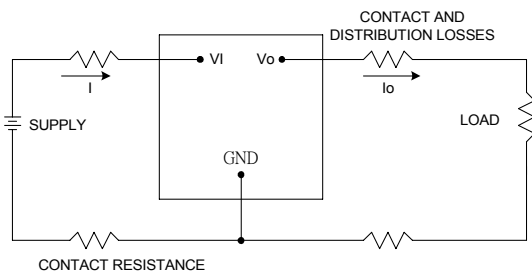 CONTACT AND
DISTRIBUTION LOSSES
VI
Vo
I
Io
SUPPLY
LOAD
GND
CONTACT RESISTANCE